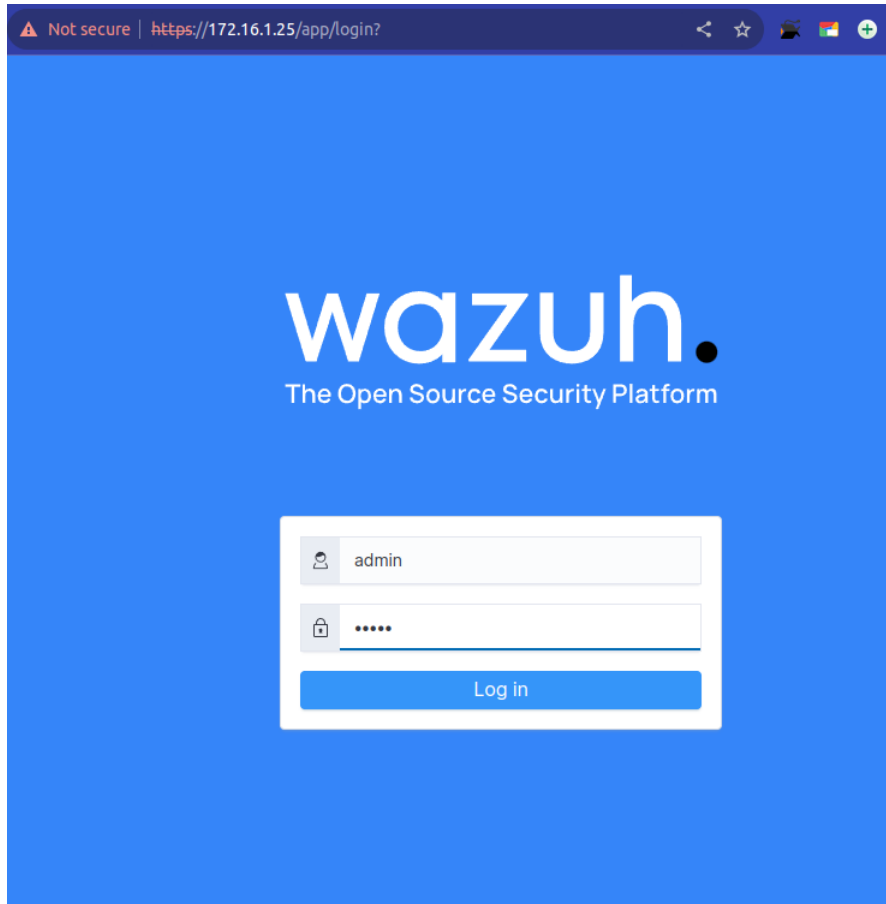 Not secure | https://172.16.1.25/app/login?
wazuh.
The Open Source Security Platform
admin
•••••
Log in